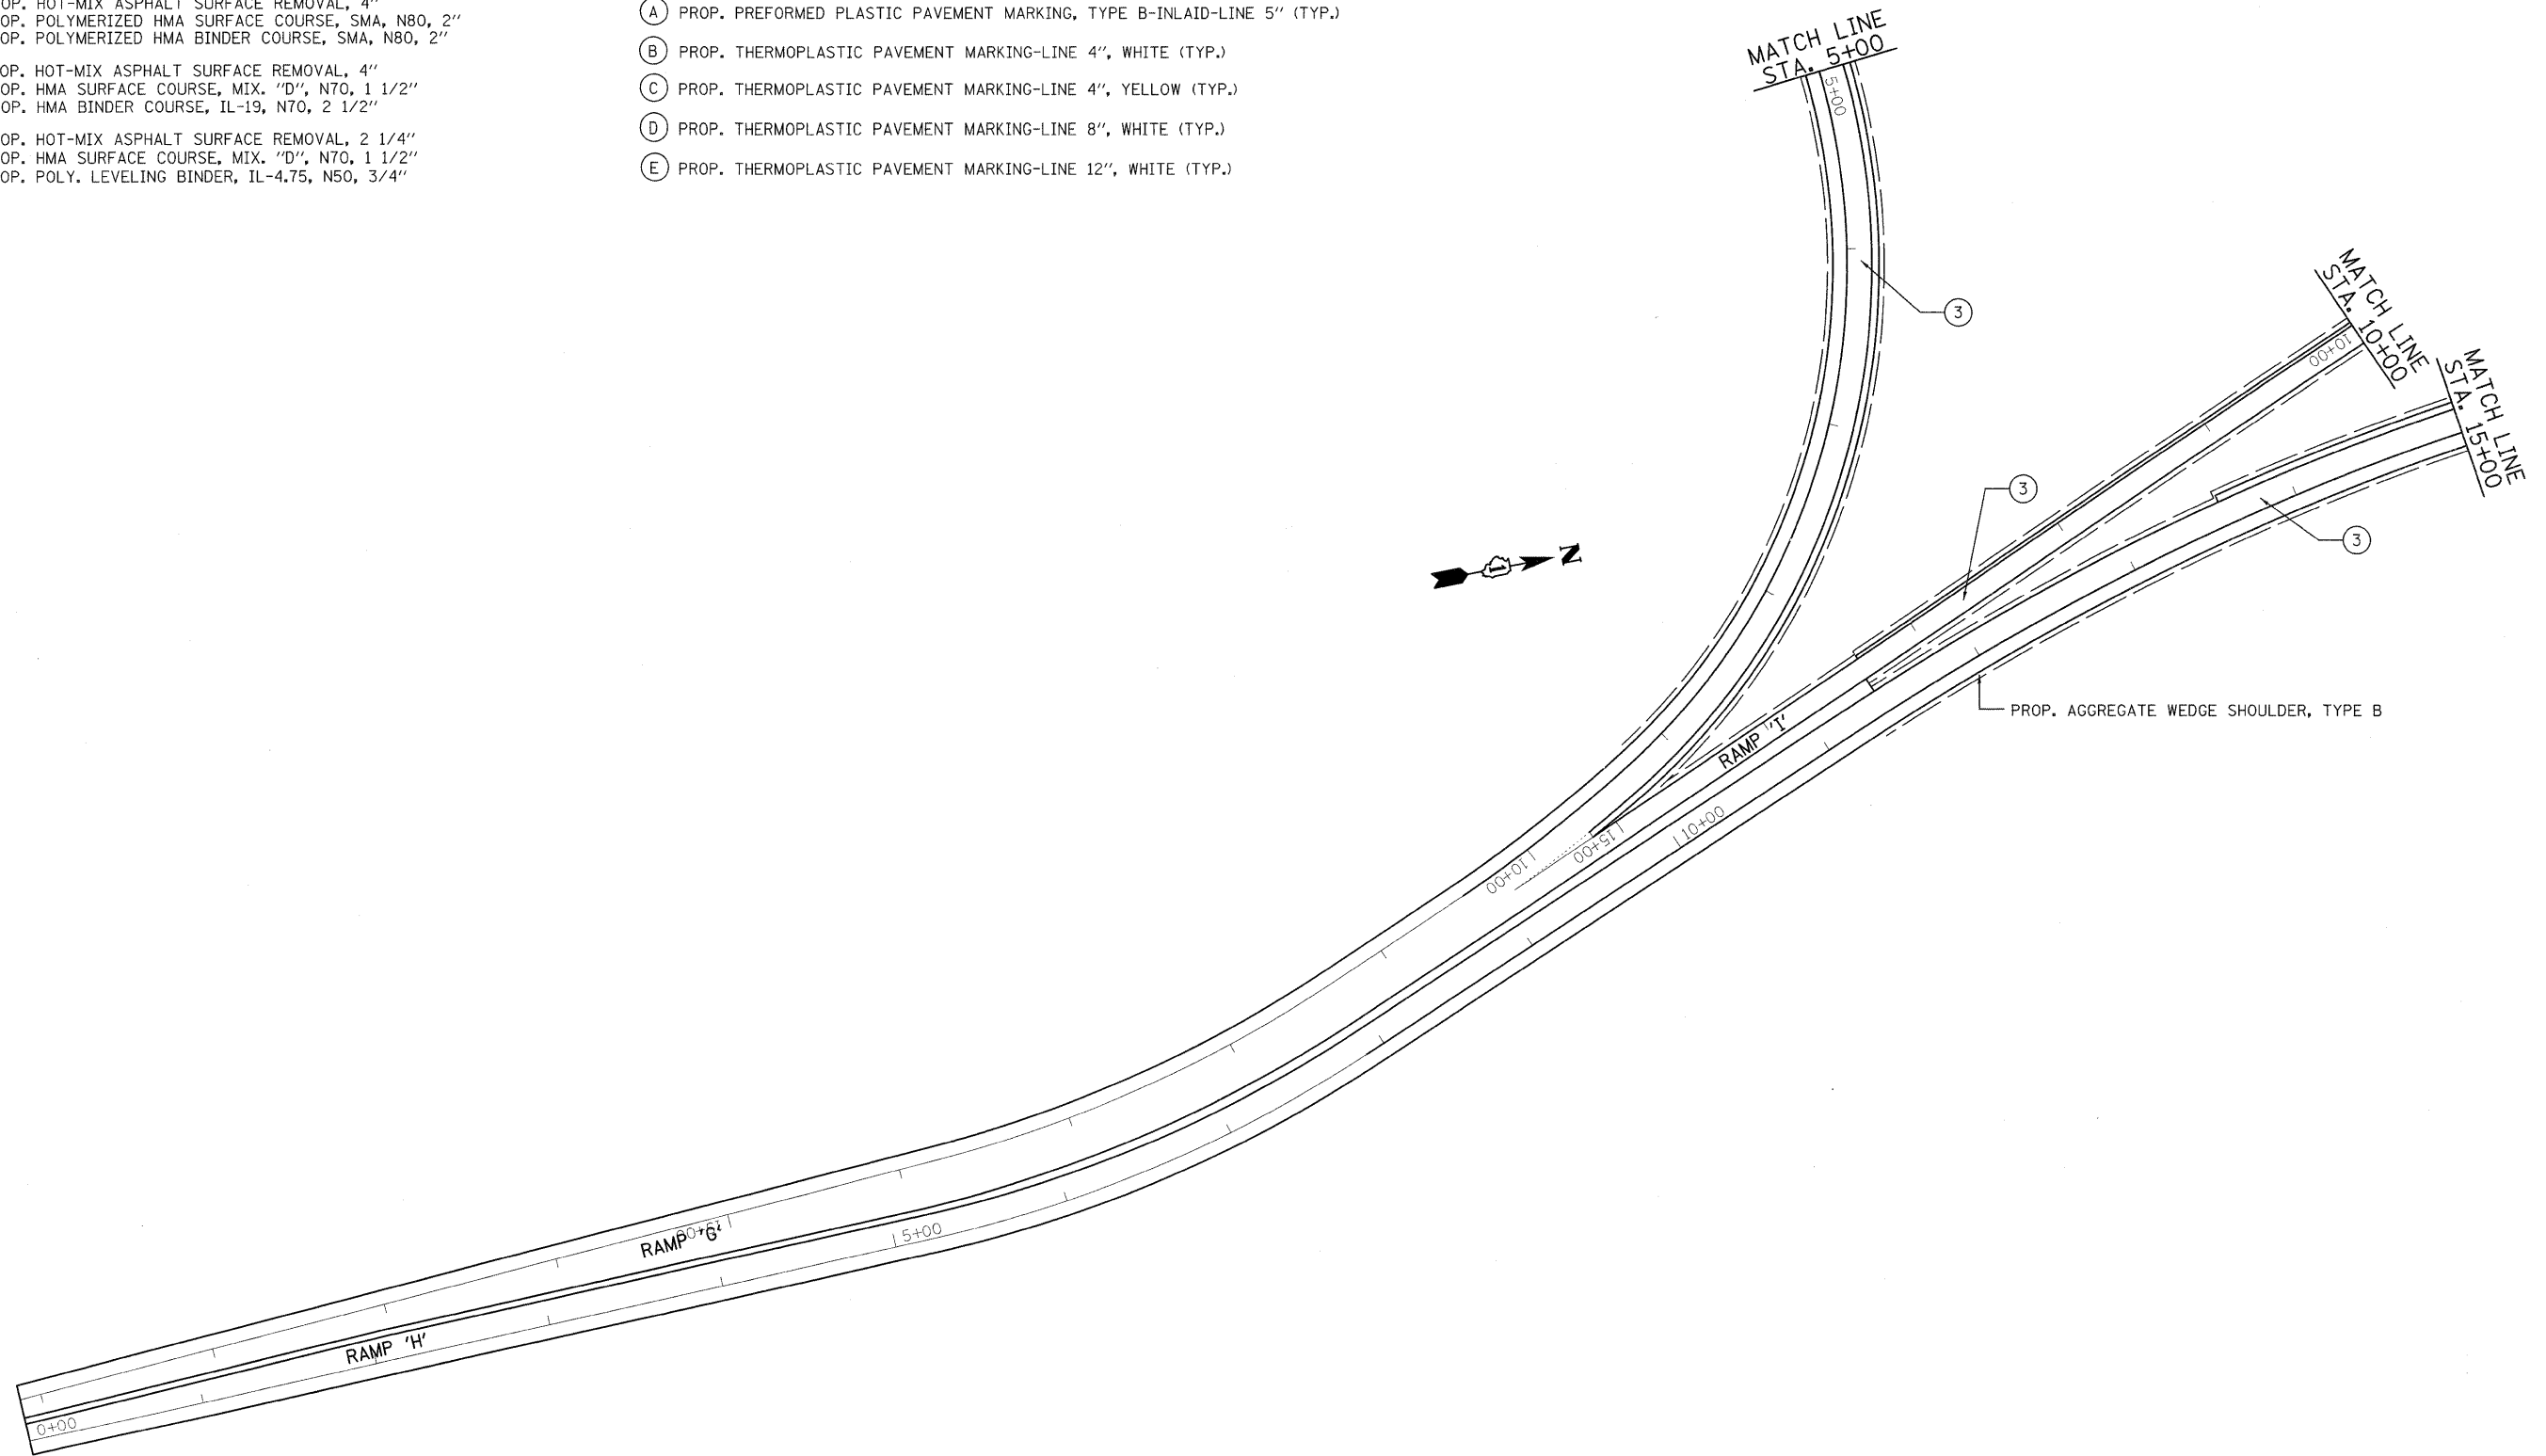 OP. HOT-MIX ASPHALT SURFACE REMOVAL, 4"
OP. POLYMERIZED HMA SURFACE COURSE, SMA, N80, 2"
OP. POLYMERIZED HMA BINDER COURSE, SMA, N80, 2"
OP. HOT-MIX ASPHALT SURFACE REMOVAL, 4"
OP. HMA SURFACE COURSE, MIX. "D", N70, 1 1/2"
OP. HMA BINDER COURSE, IL-19, N70, 2 1/2"
OP. HOT-MIX ASPHALT SURFACE REMOVAL, 2 1/4"
OP. HMA SURFACE COURSE, MIX. "D", N70, 1 1/2"
OP. POLY. LEVELING BINDER, IL-4.75, N50, 3/4"
A PROP. PREFORMED PLASTIC PAVEMENT MARKING, TYPE B-INLAID-LINE 5" (TYP.)
B PROP. THERMOPLASTIC PAVEMENT MARKING-LINE 4", WHITE (TYP.)
C PROP. THERMOPLASTIC PAVEMENT MARKING-LINE 4", YELLOW (TYP.)
D PROP. THERMOPLASTIC PAVEMENT MARKING-LINE 8", WHITE (TYP.)
E PROP. THERMOPLASTIC PAVEMENT MARKING-LINE 12", WHITE (TYP.)
MATCH LINE
STA. 5+00
5+00
3
MATCH LINE
STA. 10+00
10+00
MATCH LINE
STA. 15+00
3
3
N
PROP. AGGREGATE WEDGE SHOULDER, TYPE B
RAMP 'I'
10+00
15+00
10+00
RAMP 'G'
15+00
5+00
RAMP 'H'
0+00